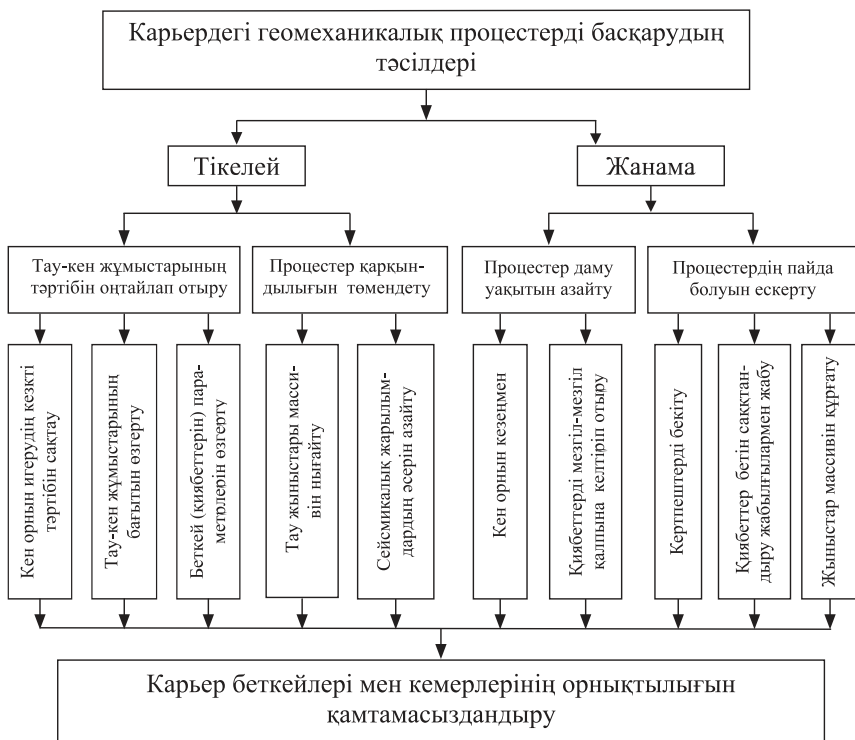 Карьердегі геомеханикалық процестерді басқарудың
тәсілдері
Тікелей
Жанама
Тау-кен жұмыстарының
тәртібін оңтайлап отыру
Процестер қарқын-
дылығын төмендету
Процестер даму
уақытын азайту
Процестердің пайда
болуын ескерту
Кен орнын игерудің кезкті
тәртібін сақтау
Тау-кен жұмыстарының
бағытын өзгерту
Беткей (қиябеттерін) пара-
метрлерін өзгерту
Тау жыныстары масси-
він нығайту
Сейсмикалық жарылым-
дардың әсерін азайту
Кен орнын кезеңмен
Қиябеттерді мезгіл-мезгіл
қалпына келтіріп отыру
Кертпештерді бекіту
Қиябеттер бетін сақктан-
дыру жабылғылармен жабу
Жыныстар массивін құрғату
Карьер беткейлері мен кемерлерінің орнықтылығын
қамтамасыздандыру